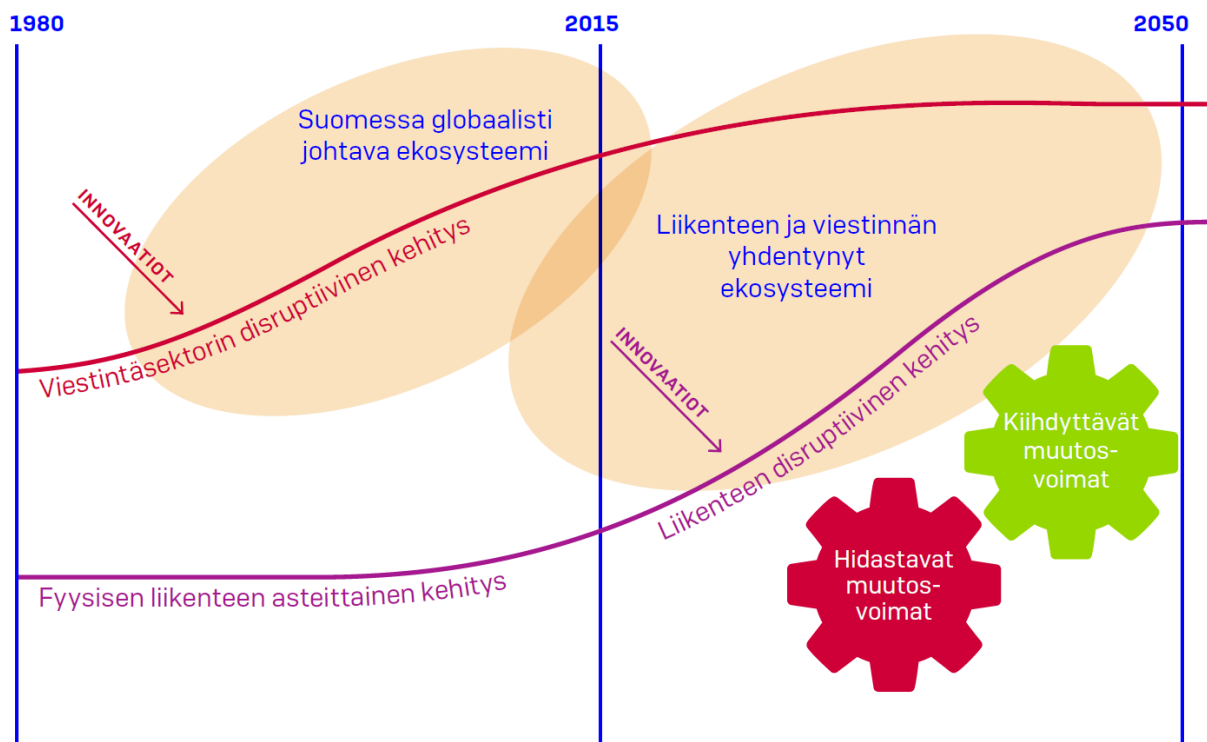 1980
2015
2050
Suomessa globaalisti
johtava ekosysteemi
INNOVAATIOT
Viestintäsektorin disruptiivinen kehitys
Liikenteen ja viestinnän
yhdentynyt
ekosysteemi
INNOVAATIOT
Liikenteen disruptiivinen kehitys
Fyysisen liikenteen asteittainen kehitys
Kiihdyttävät
muutos-
voimat
Hidastavat
muutos-
voimat